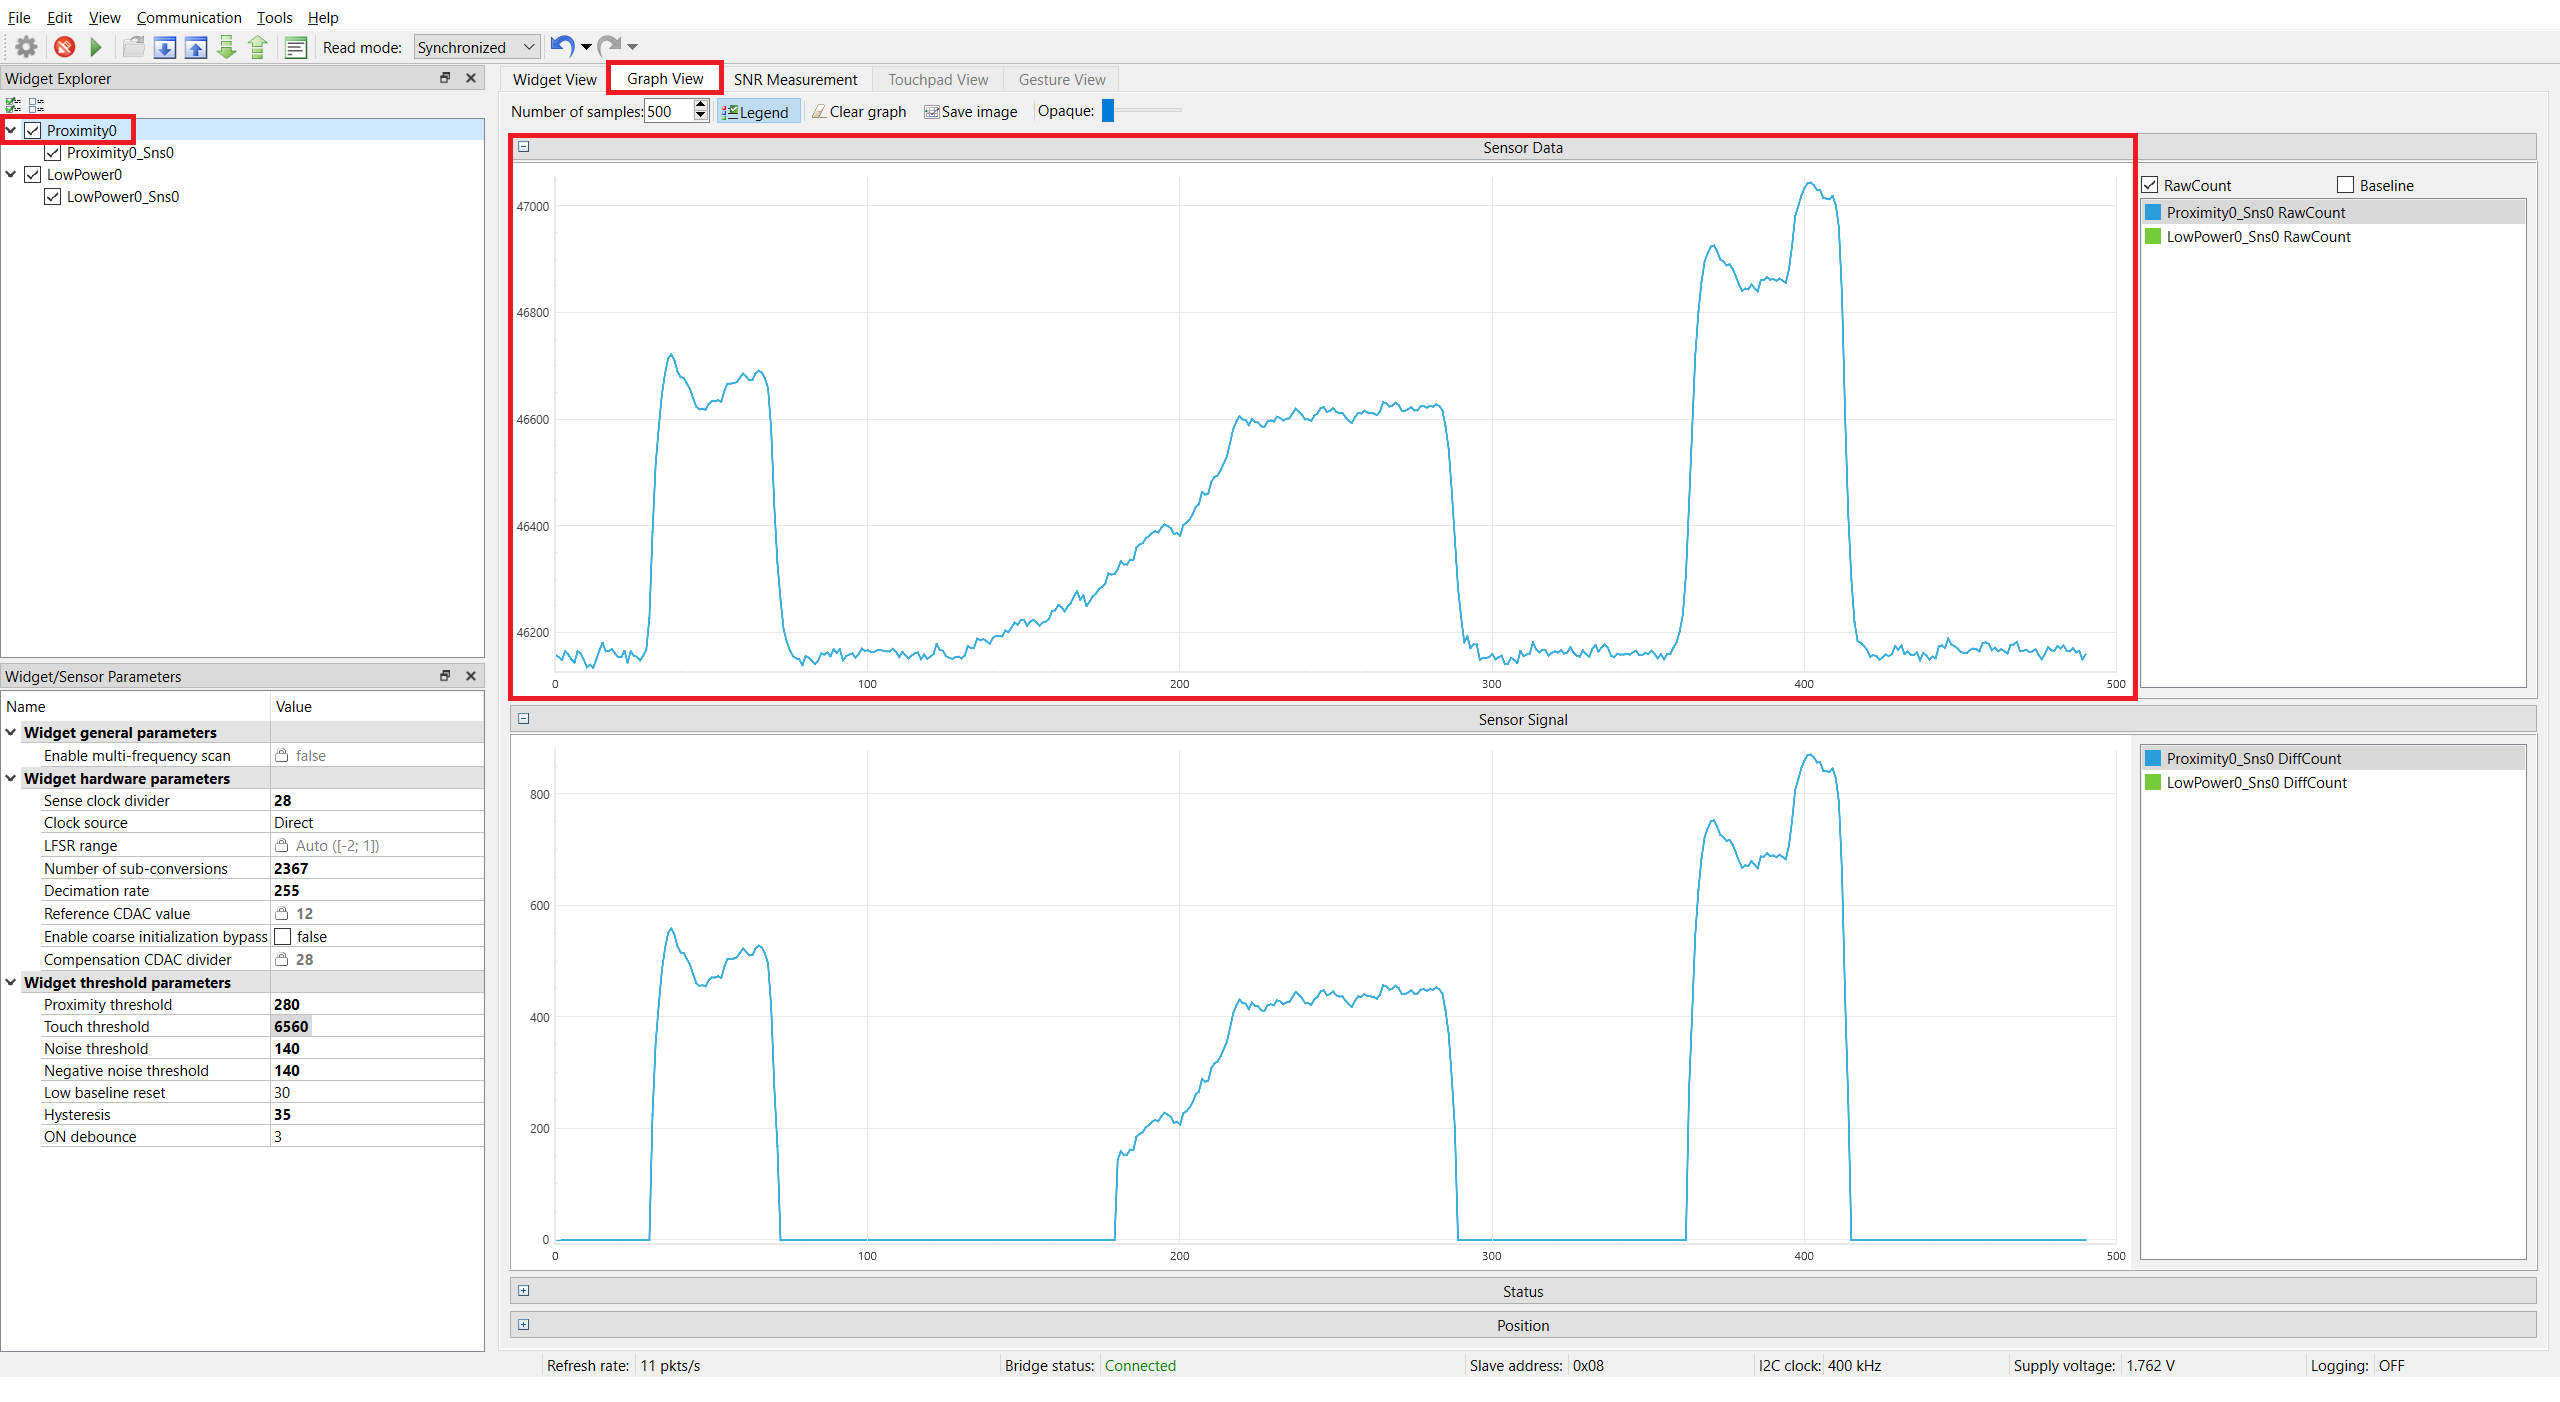 File Edit View Communication Tools Help
Read mode: Synchronized
Widget Explorer
Proximity0
Proximity0_Sns0
LowPower0
LowPower0_Sns0
Widget/Sensor Parameters
Name Value
Widget general parameters
Enable multi-frequency scan false
Widget hardware parameters
Sense clock divider 28
Clock source Direct
LFSR range Auto ([-2; 1])
Number of sub-conversions 2367
Decimation rate 255
Reference CDAC value 12
Enable coarse initialization bypass false
Compensation CDAC divider 28
Widget threshold parameters
Proximity threshold 280
Touch threshold 6560
Noise threshold 140
Negative noise threshold 140
Low baseline reset 30
Hysteresis 35
ON debounce 3
Widget View Graph View SNR Measurement Touchpad View Gesture View
Number of samples: 500 Legend Clear graph Save image Opaque:
Sensor Data
47000
46800
46600
46400
46200
0 100 200 300 400 500
RawCount Baseline
Proximity0_Sns0 RawCount
LowPower0_Sns0 RawCount
Sensor Signal
800
600
400
200
0
0 100 200 300 400 500
Proximity0_Sns0 DiffCount
LowPower0_Sns0 DiffCount
Status
Position
Refresh rate: 11 pkts/s Bridge status: Connected Slave address: 0x08 I2C clock: 400 kHz Supply voltage: 1.762 V Logging: OFF